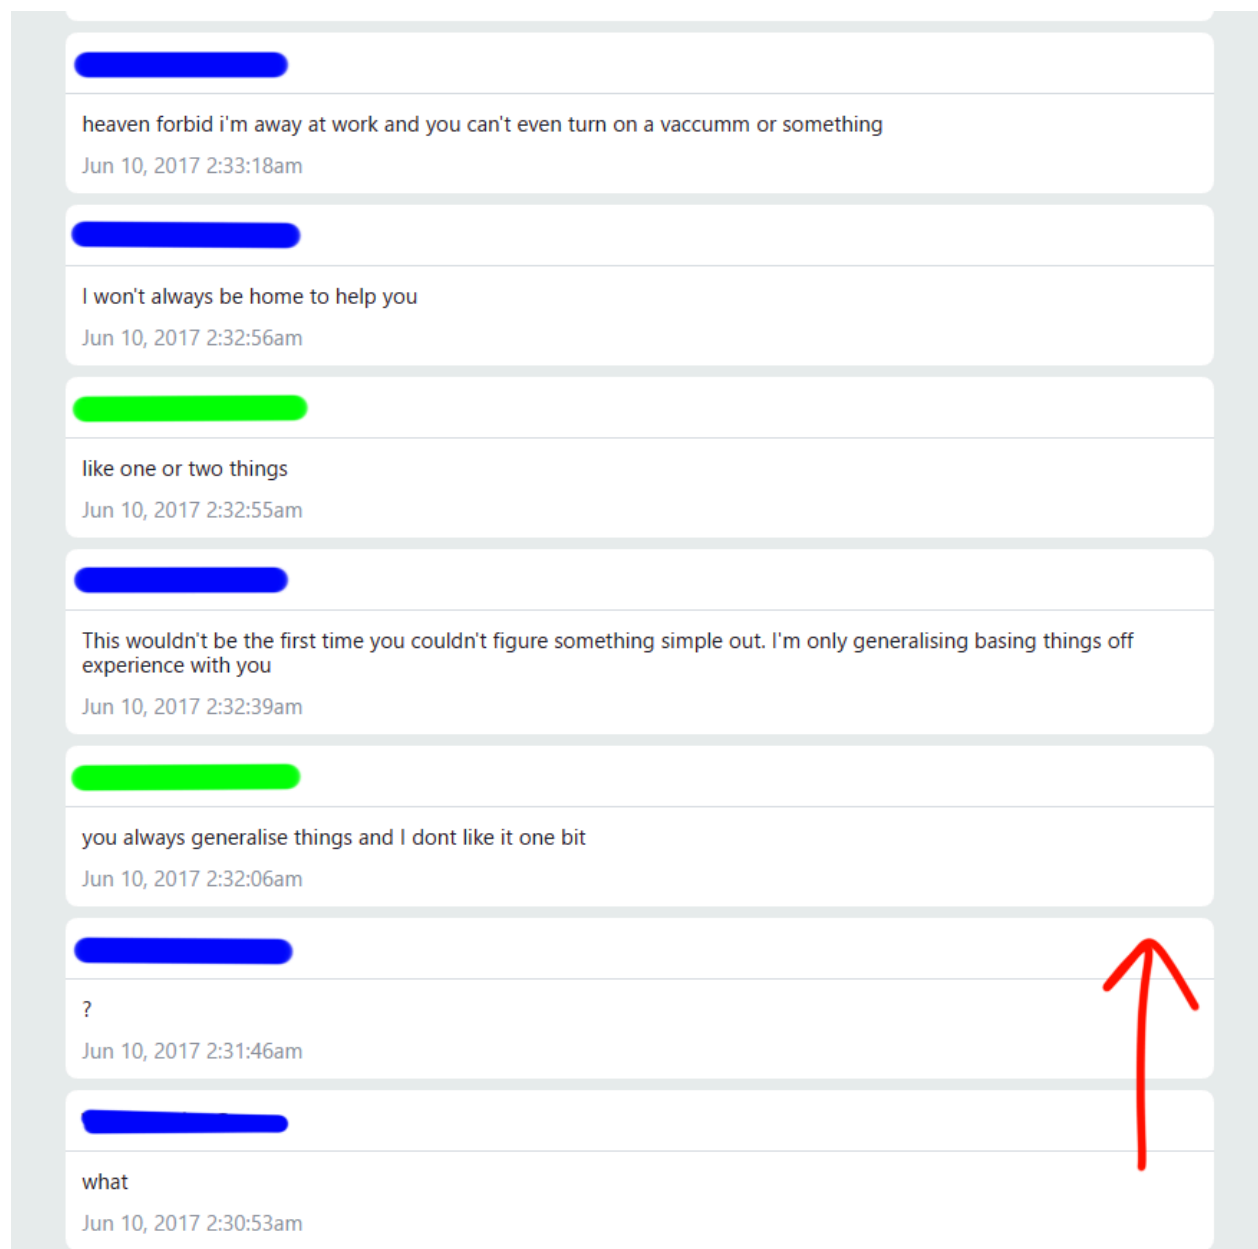 heaven forbid i'm away at work and you can't even turn on a vaccumm or something
Jun 10, 2017 2:33:18am
I won't always be home to help you
Jun 10, 2017 2:32:56am
like one or two things
Jun 10, 2017 2:32:55am
This wouldn't be the first time you couldn't figure something simple out. I'm only generalising basing things off
experience with you
Jun 10, 2017 2:32:39am
you always generalise things and I dont like it one bit
Jun 10, 2017 2:32:06am
?
Jun 10, 2017 2:31:46am
what
Jun 10, 2017 2:30:53am